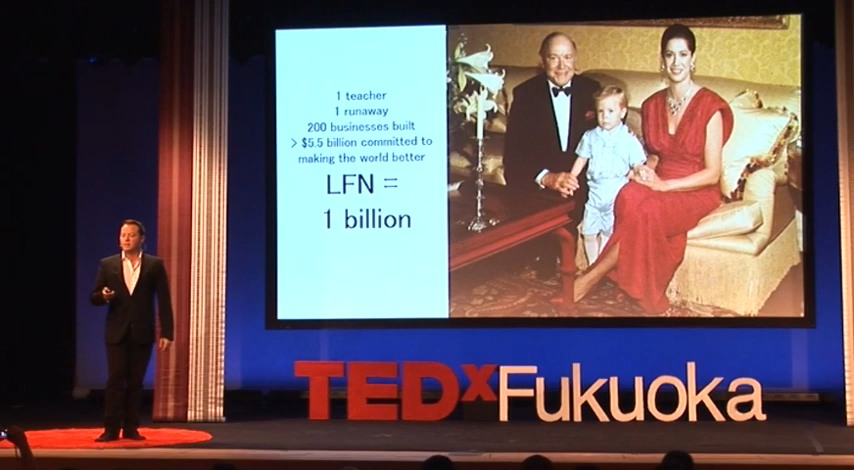 1 teacher
1 runaway
200 businesses built
> $5.5 billion committed to
making the world better
LFN =
1 billion
TEDxFukuoka